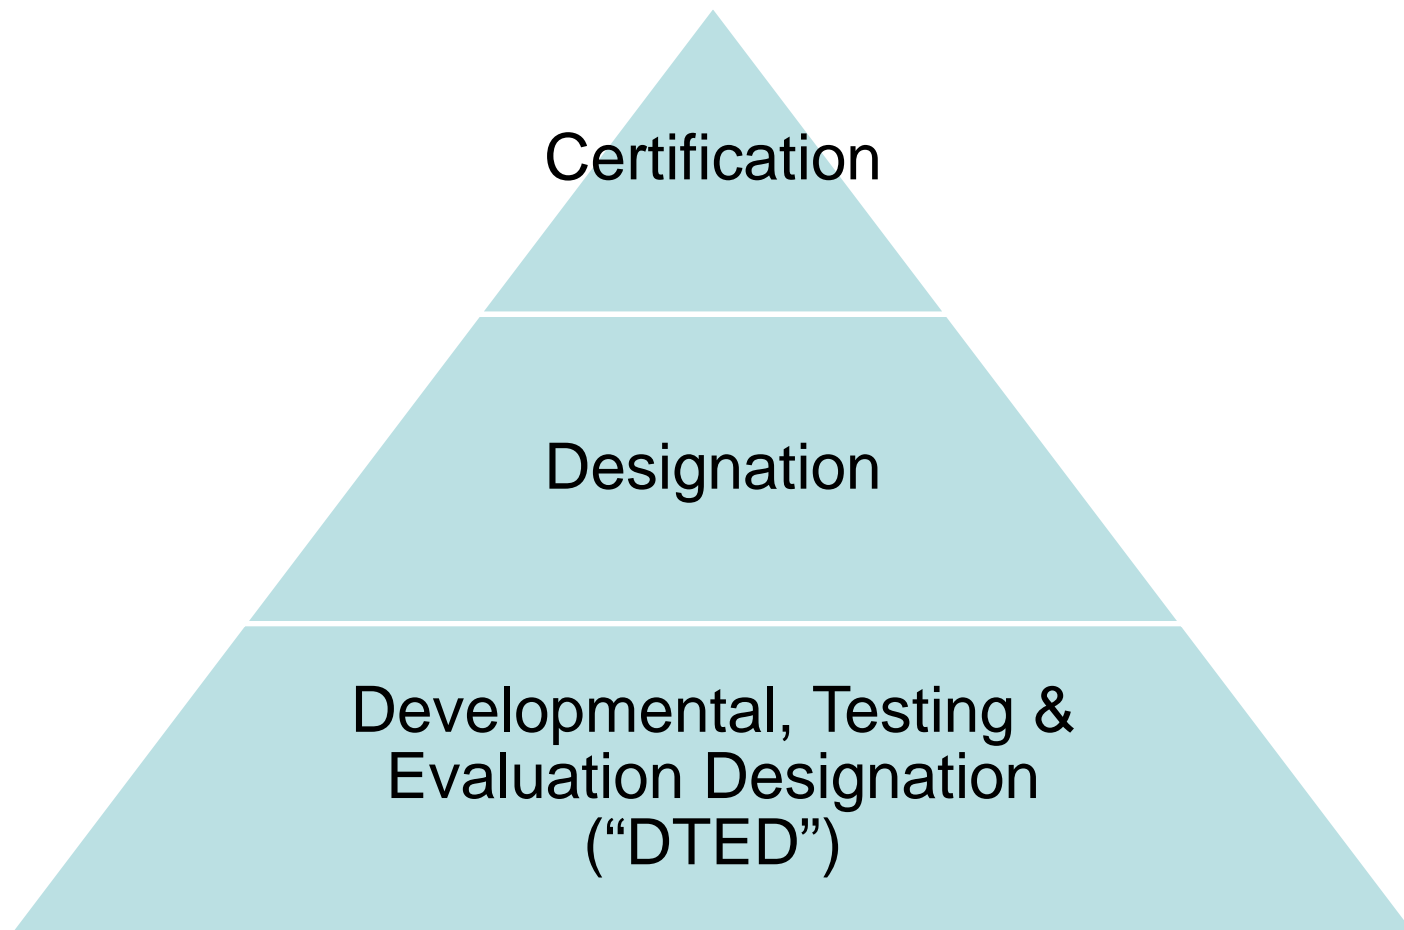 Certification
Designation
Developmental, Testing &
Evaluation Designation
(“DTED”)